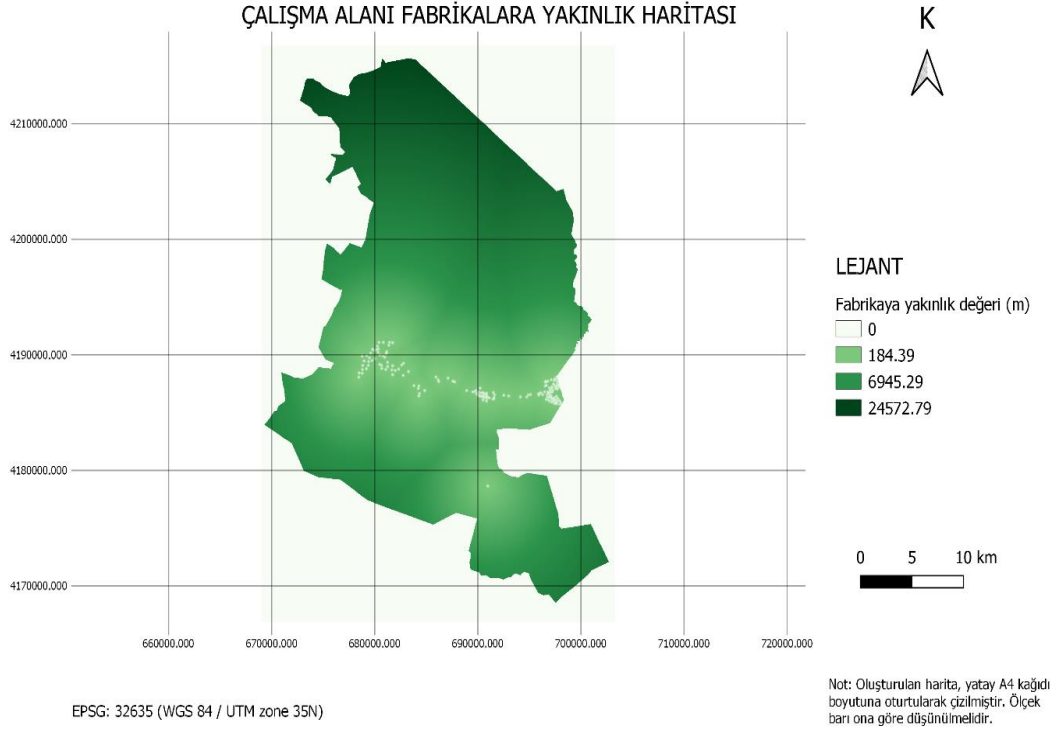 ÇALIŞMA ALANI FABRİKALARA YAKINLIK HARİTASI
K
4210000.000
4200000.000
4190000.000
4180000.000
4170000.000
660000.000
670000.000
680000.000
690000.000
700000.000
710000.000
720000.000
LEJANT
Fabrikaya yakınlık değeri (m)
0
184.39
6945.29
24572.79
0 5 10 km
EPSG: 32635 (WGS 84 / UTM zone 35N)
Not: Oluşturulan harita, yatay A4 kağıdı
boyutuna oturtularak çizilmiştir. Ölçek
barı ona göre düşünülmelidir.